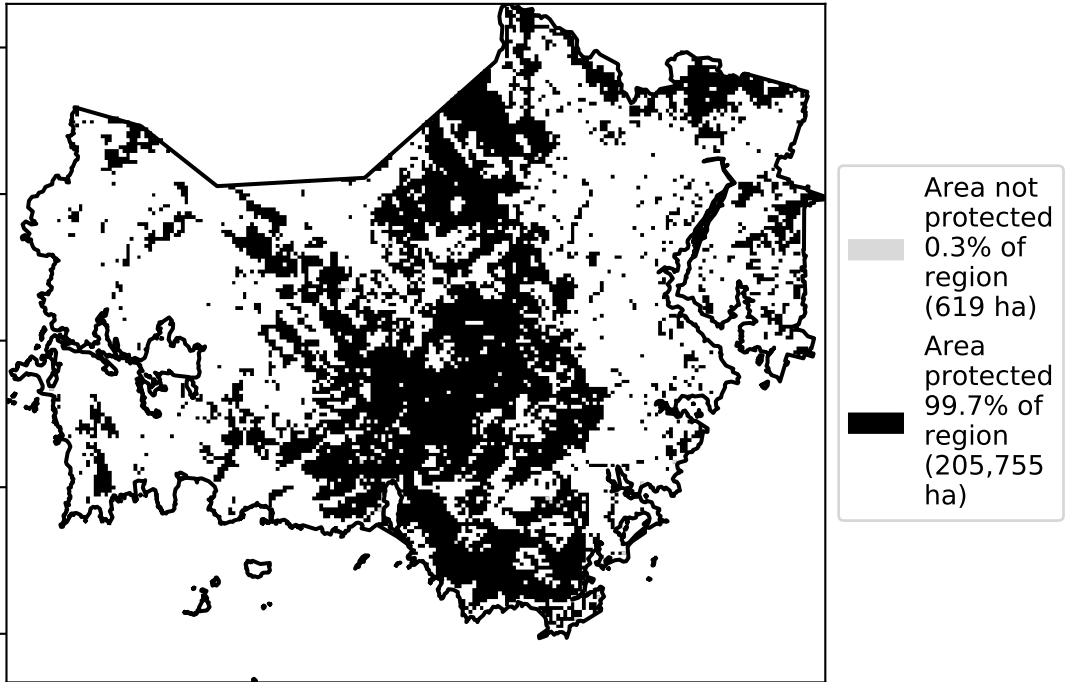 Area not
protected
0.3% of
region
(619 ha)
Area
protected
99.7% of
region
(205,755
ha)